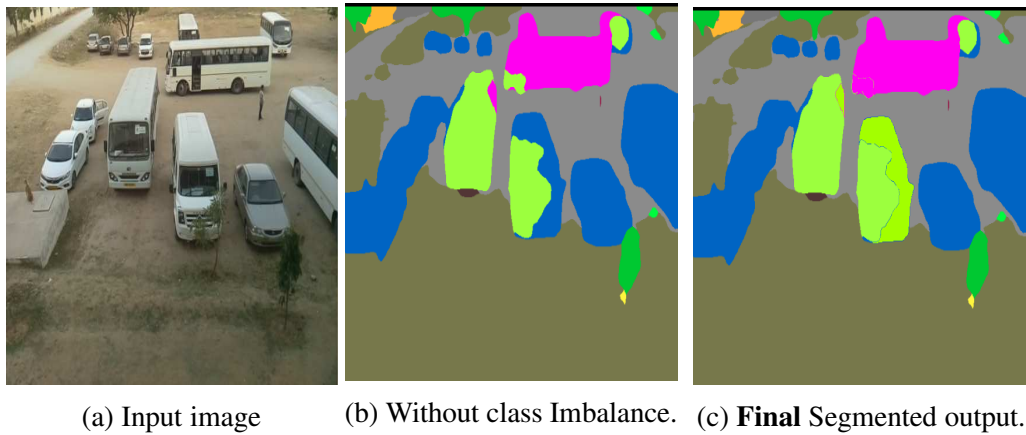 (a) Input image
(b) Without class Imbalance.
(c) Final Segmented output.